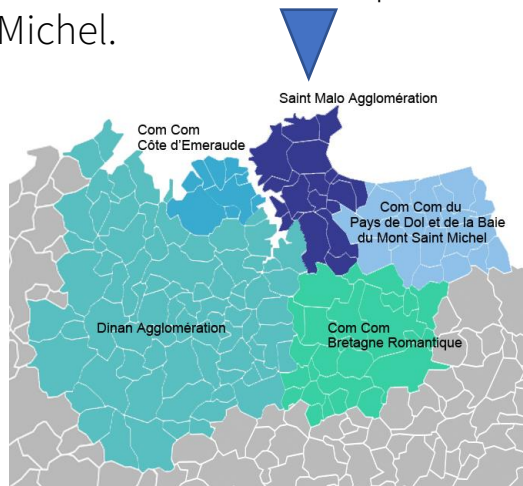 Michel.
Saint Malo Agglomération
Com Com
Côte d'Emeraude
Com Com du
Pays de Dol et de la Baie
du Mont Saint Michel
Dinan Agglomération
Com Com
Bretagne Romantique